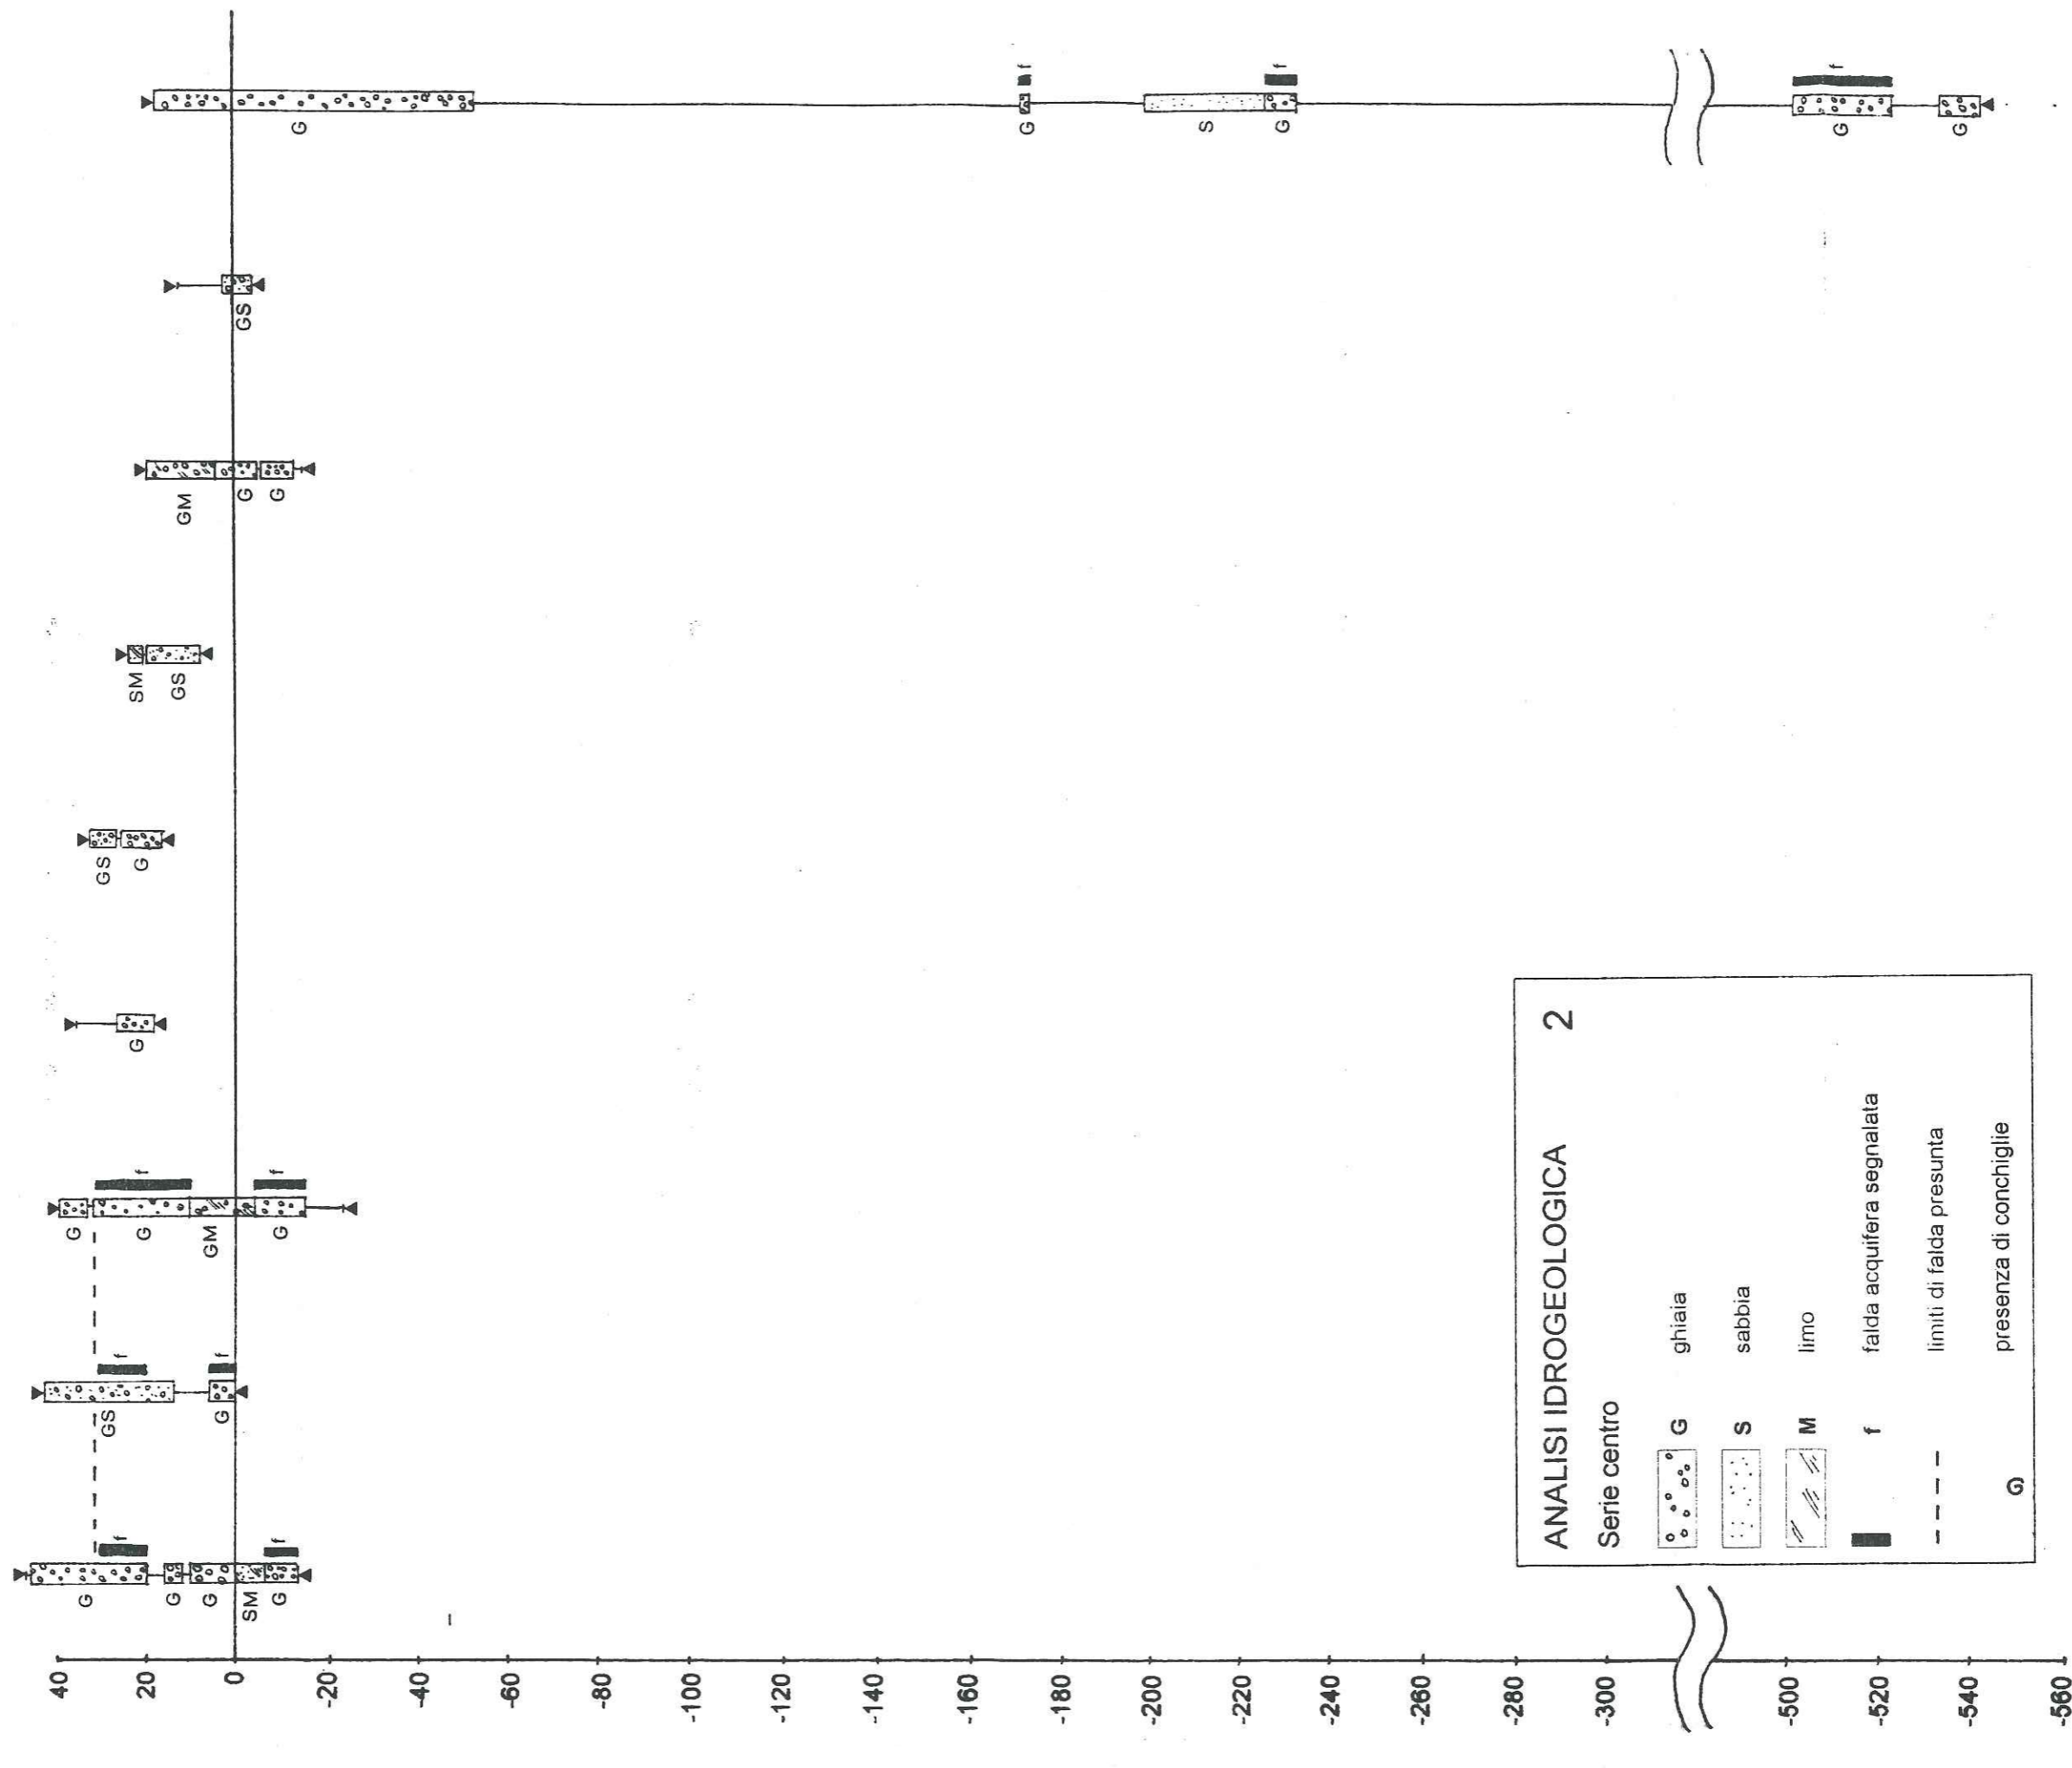 40
20
0
-20
-40
-60
-80
-100
-120
-140
-160
-180
-200
-220
-240
-260
-280
-300
-500
-520
-540
-560
G
f
G
G
SM
G
f
GS
f
G
f
G
G
f
GM
G
f
G
GS
G
SM
GS
GM
G
G
GS
G
G
f
S
G
f
G
f
G
ANALISI IDROGEOLOGICA 2
Serie centro
G ghiaia
S sabbia
M limo
f falda acquifera segnalata
limiti di falda presunta
G) presenza di conchiglie